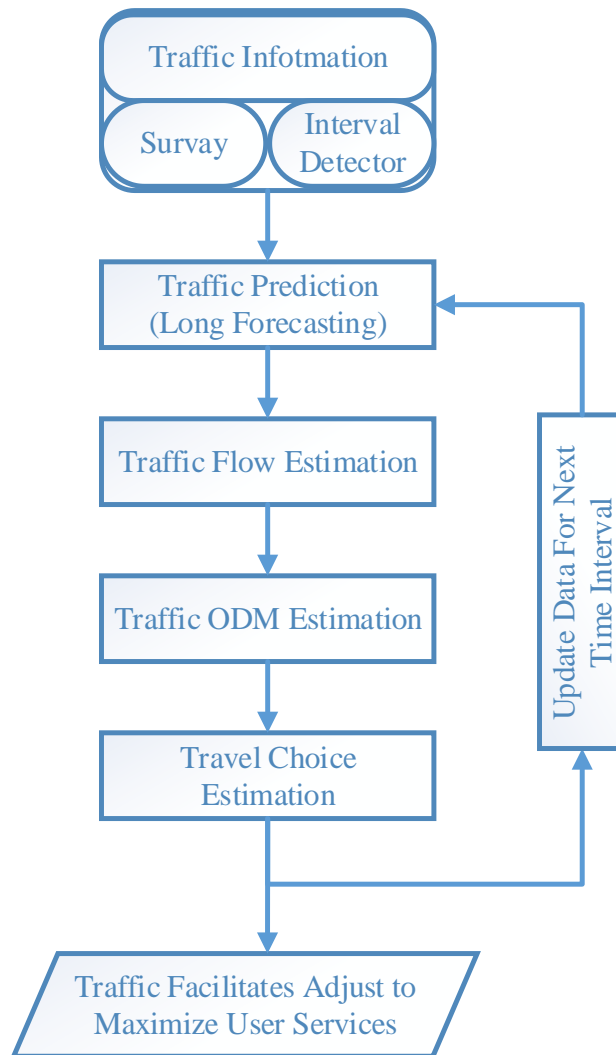 Traffic Infotmation
Survay
Interval
Detector
Traffic Prediction
(Long Forecasting)
Traffic Flow Estimation
Traffic ODM Estimation
Travel Choice
Estimation
Update Data For Next
Time Interval
Traffic Facilitates Adjust to
Maximize User Services